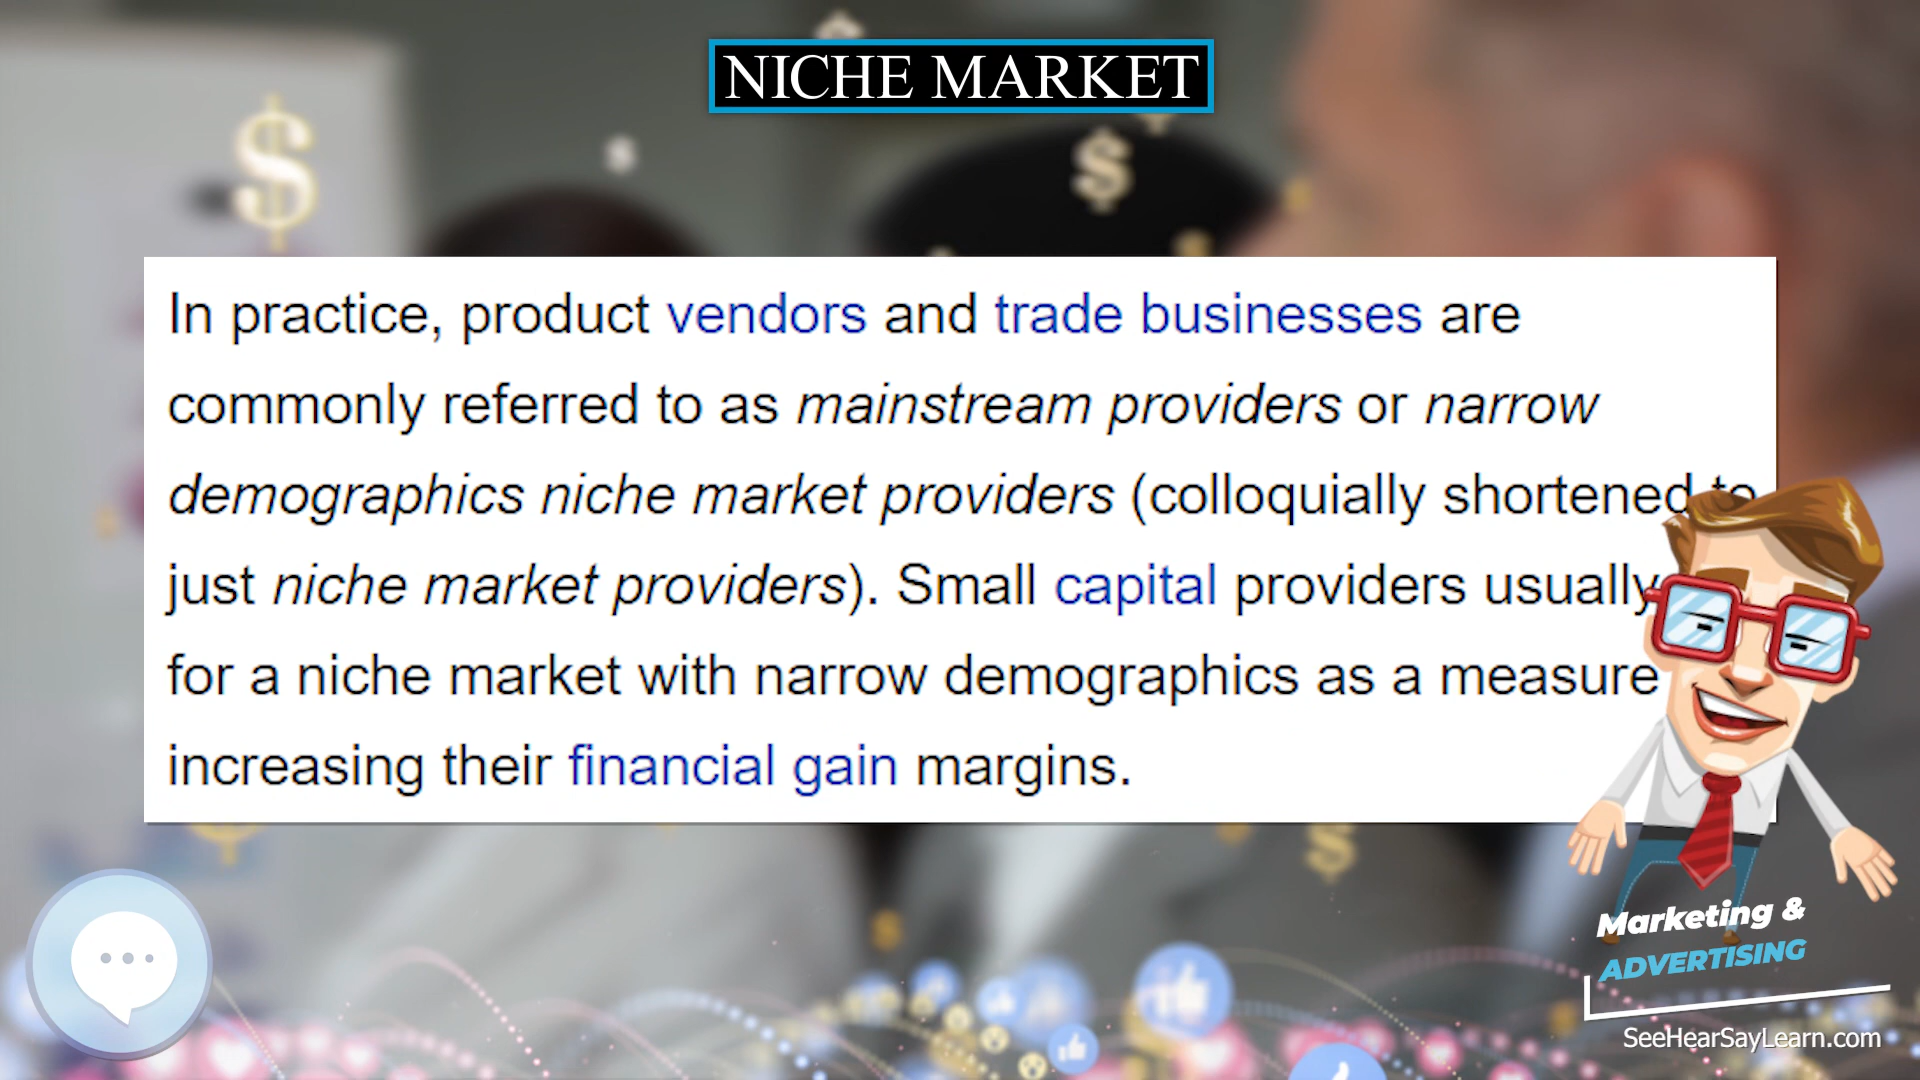 NICHE MARKET
In practice, product vendors and trade businesses are
commonly referred to as mainstream providers or narrow
demographics niche market providers (colloquially shortened to
just niche market providers). Small capital providers usually
for a niche market with narrow demographics as a measure
increasing their financial gain margins.
Marketing &
ADVERTISING
SeeHearSayLearn.com